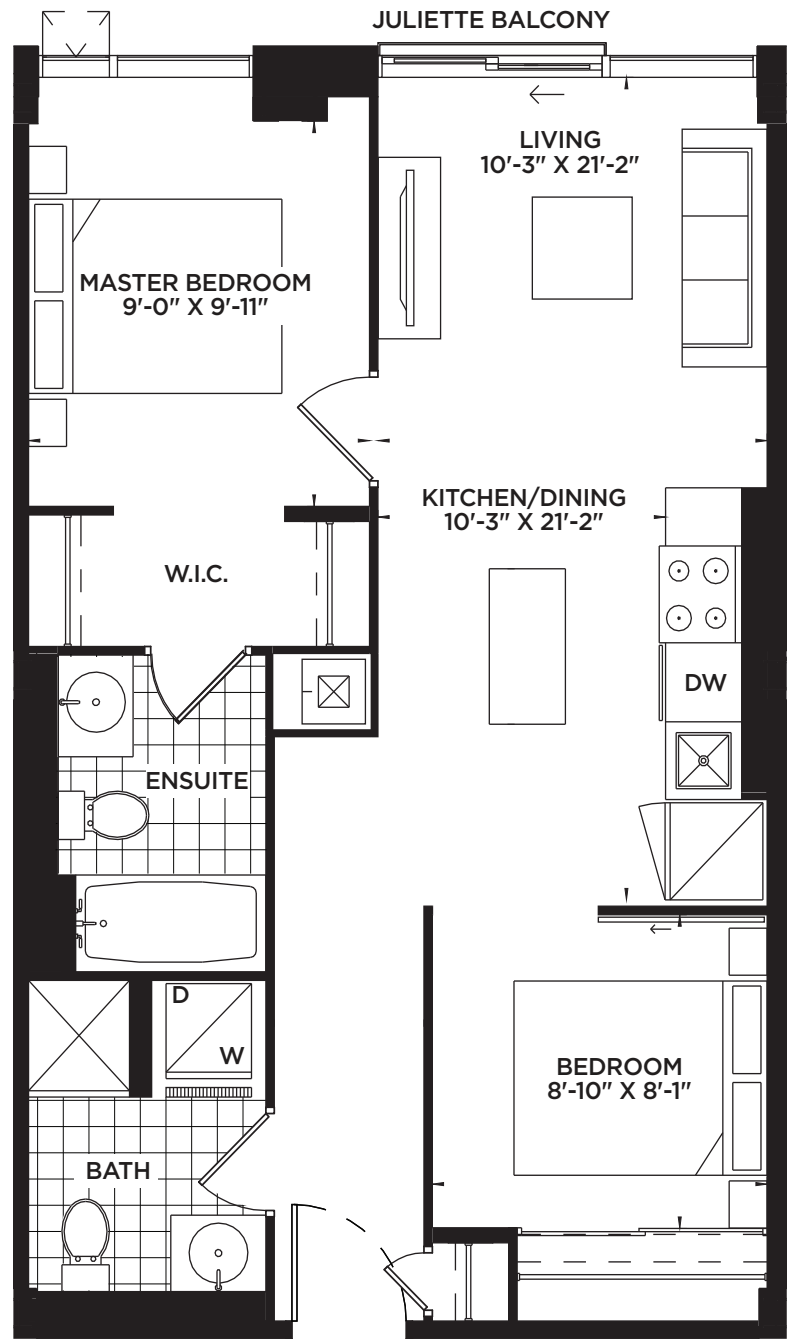 JULIETTE BALCONY
LIVING
10'-3" X 21'-2"
MASTER BEDROOM
9'-0" X 9'-11"
KITCHEN/DINING
10'-3" X 21'-2"
W.I.C.
DW
ENSUITE
D
W
BEDROOM
8'-10" X 8'-1"
BATH